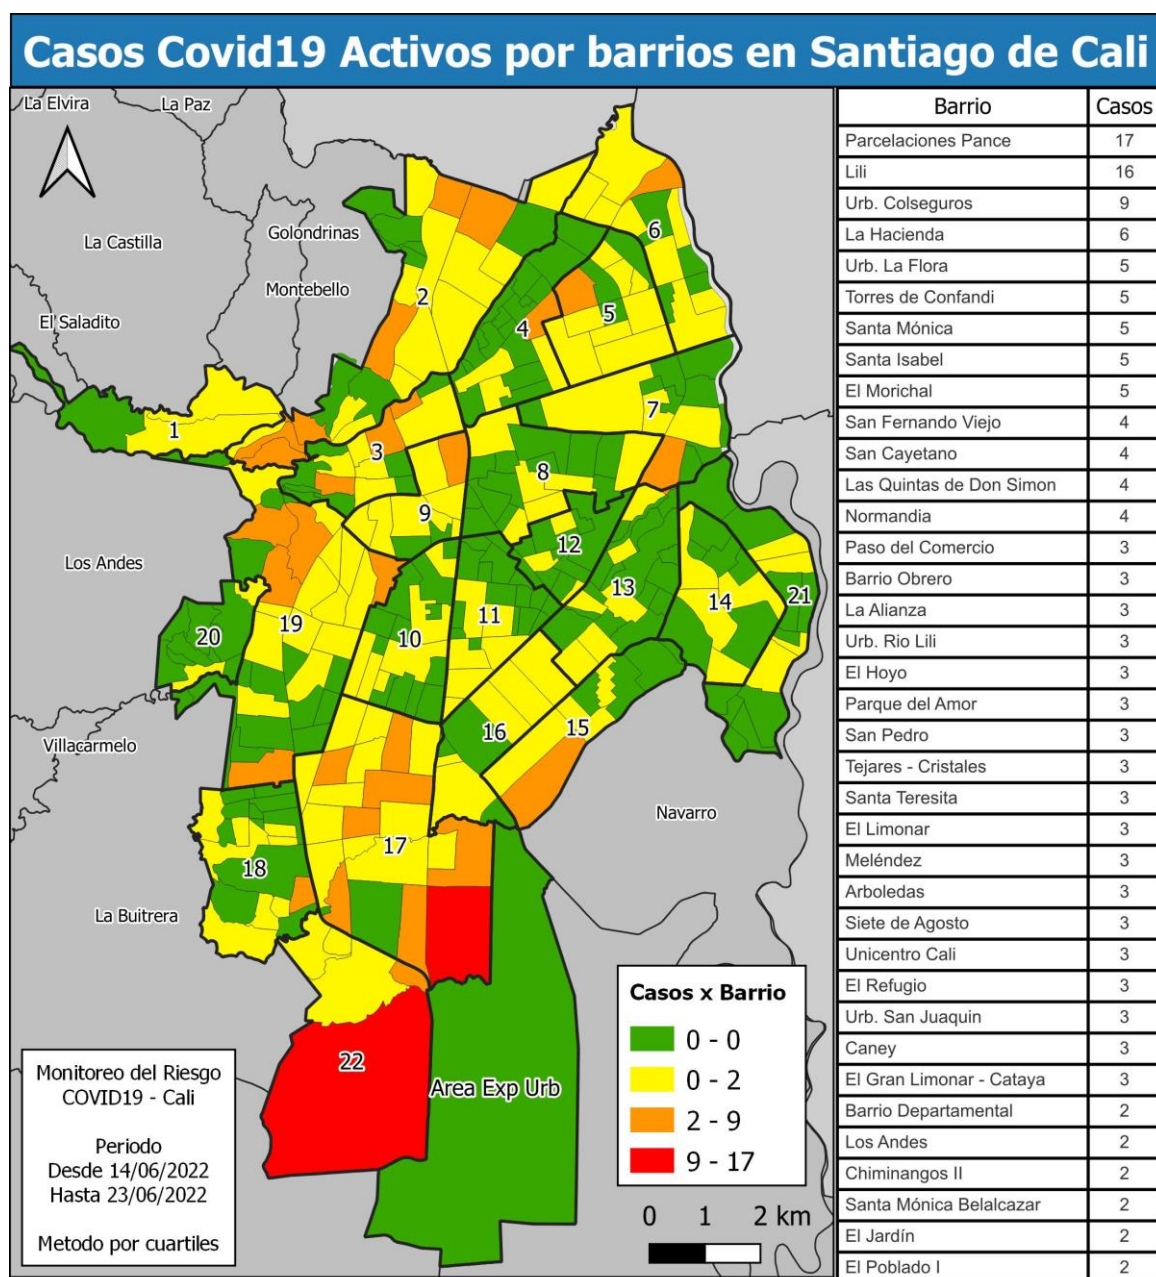 Casos Covid19 Activos por barrios en Santiago de Cali
La Elvira
La Paz
La Castilla
Golondrinas
Montebello
El Saladito
Los Andes
Villacarmelo
La Buitrera
Navarro
1
2
3
4
5
6
7
8
9
10
11
12
13
14
15
16
17
18
19
20
21
22
Area Exp Urb
Casos x Barrio
0 - 0
0 - 2
2 - 9
9 - 17
0 1 2 km
Monitoreo del Riesgo
COVID19 - Cali
Periodo
Desde 14/06/2022
Hasta 23/06/2022
Metodo por cuartiles
Barrio Casos
Parcelaciones Pance 17
Lili 16
Urb. Colseguros 9
La Hacienda 6
Urb. La Flora 5
Torres de Confandi 5
Santa Mónica 5
Santa Isabel 5
El Morichal 5
San Fernando Viejo 4
San Cayetano 4
Las Quintas de Don Simon 4
Normandia 4
Paso del Comercio 3
Barrio Obrero 3
La Alianza 3
Urb. Rio Lili 3
El Hoyo 3
Parque del Amor 3
San Pedro 3
Tejares - Cristales 3
Santa Teresita 3
El Limonar 3
Meléndez 3
Arboledas 3
Siete de Agosto 3
Unicentro Cali 3
El Refugio 3
Urb. San Juaquin 3
Caney 3
El Gran Limonar - Cataya 3
Barrio Departamental 2
Los Andes 2
Chiminangos II 2
Santa Mónica Belalcazar 2
El Jardín 2
El Poblado I 2